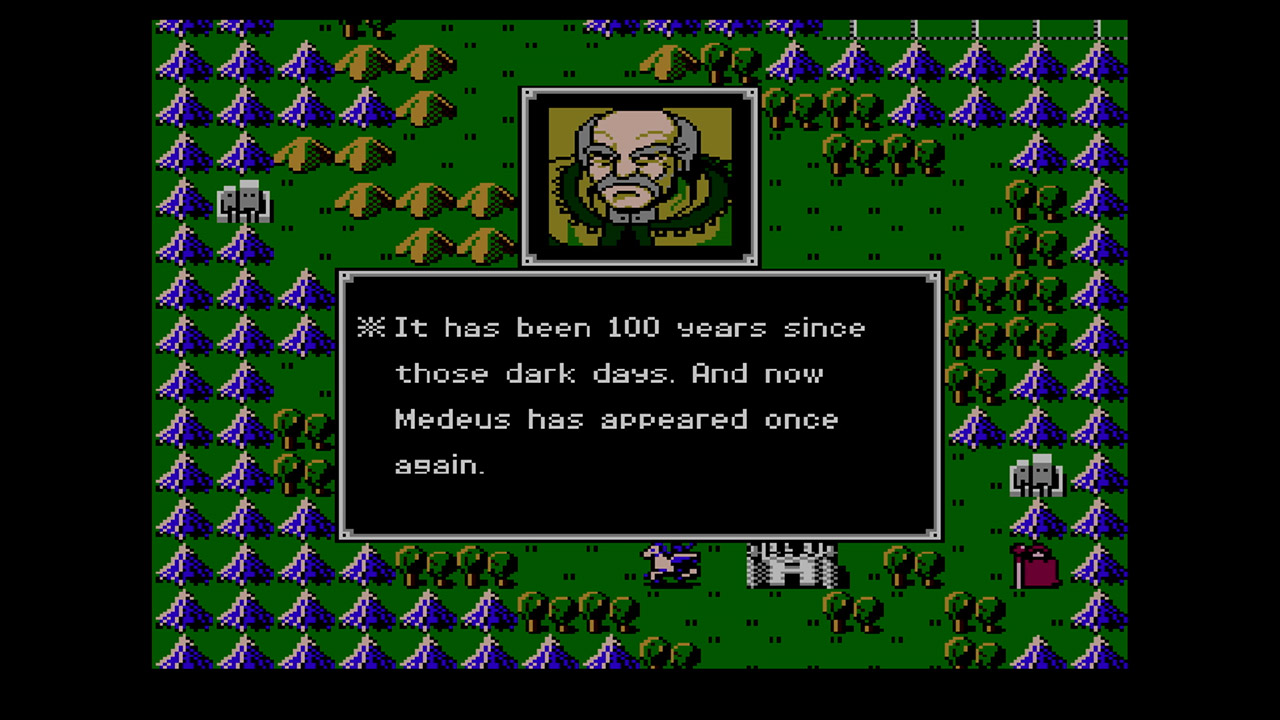 ※It has been 100 years since
those dark days. And now
Medeus has appeared once
again.